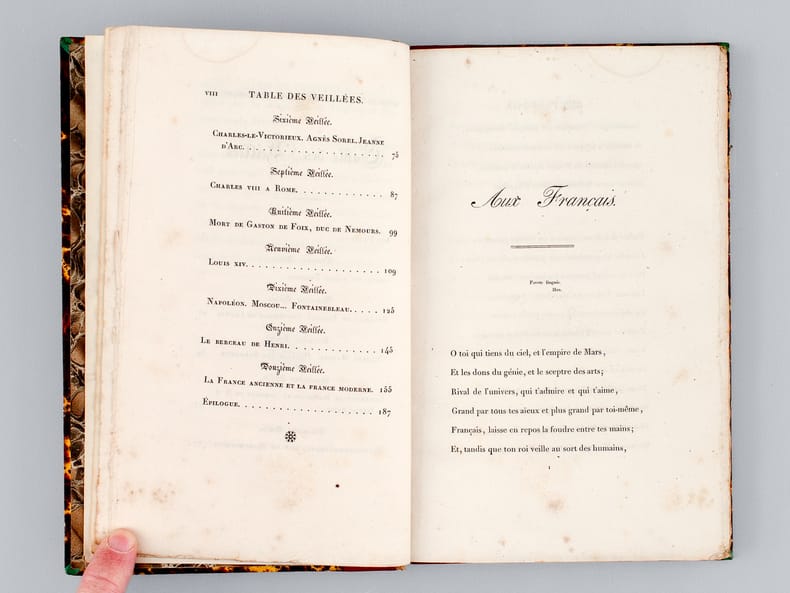 VIII TABLE DES VEILLÉES.
Sixième Veillée.
CHARLES-LE-VICTORIEUX. AGNÈS SOREL. JEANNE
D'ARC. . . . . . . . . . . . . . . . . . . . . 75
Septième Veillée.
CHARLES VIII A ROME. . . . . . . . . . . . . 87
Huitième Veillée.
MORT DE GASTON DE FOIX, DUC DE NEMOURS. 99
Neuvième Veillée.
LOUIS XIV. . . . . . . . . . . . . . . . . . . . 109
Dixième Veillée.
NAPOLÉON. MOSCOU... FONTAINEBLEAU. . . . . 125
Onzième Veillée.
LE BERCEAU DE HENRI. . . . . . . . . . . . . 145
Douzième Veillée.
LA FRANCE ANCIENNE ET LA FRANCE MODERNE. 155
ÉPILOGUE. . . . . . . . . . . . . . . . . . . . 187
Aux Français.
Favete linguis.
Hor.
O toi qui tiens du ciel, et l'empire de Mars,
Et les dons du génie, et le sceptre des arts;
Rival de l'univers, qui t'admire et qui t'aime,
Grand par tous tes aïeux et plus grand par toi-même,
Français, laisse en repos la foudre entre tes mains;
Et, tandis que ton roi veille au sort des humains,
1